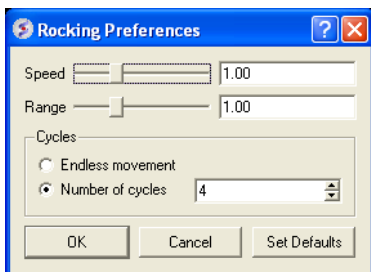 Rocking Preferences
Speed 1.00
Range 1.00
Cycles
Endless movement
Number of cycles 4
OK Cancel Set Defaults